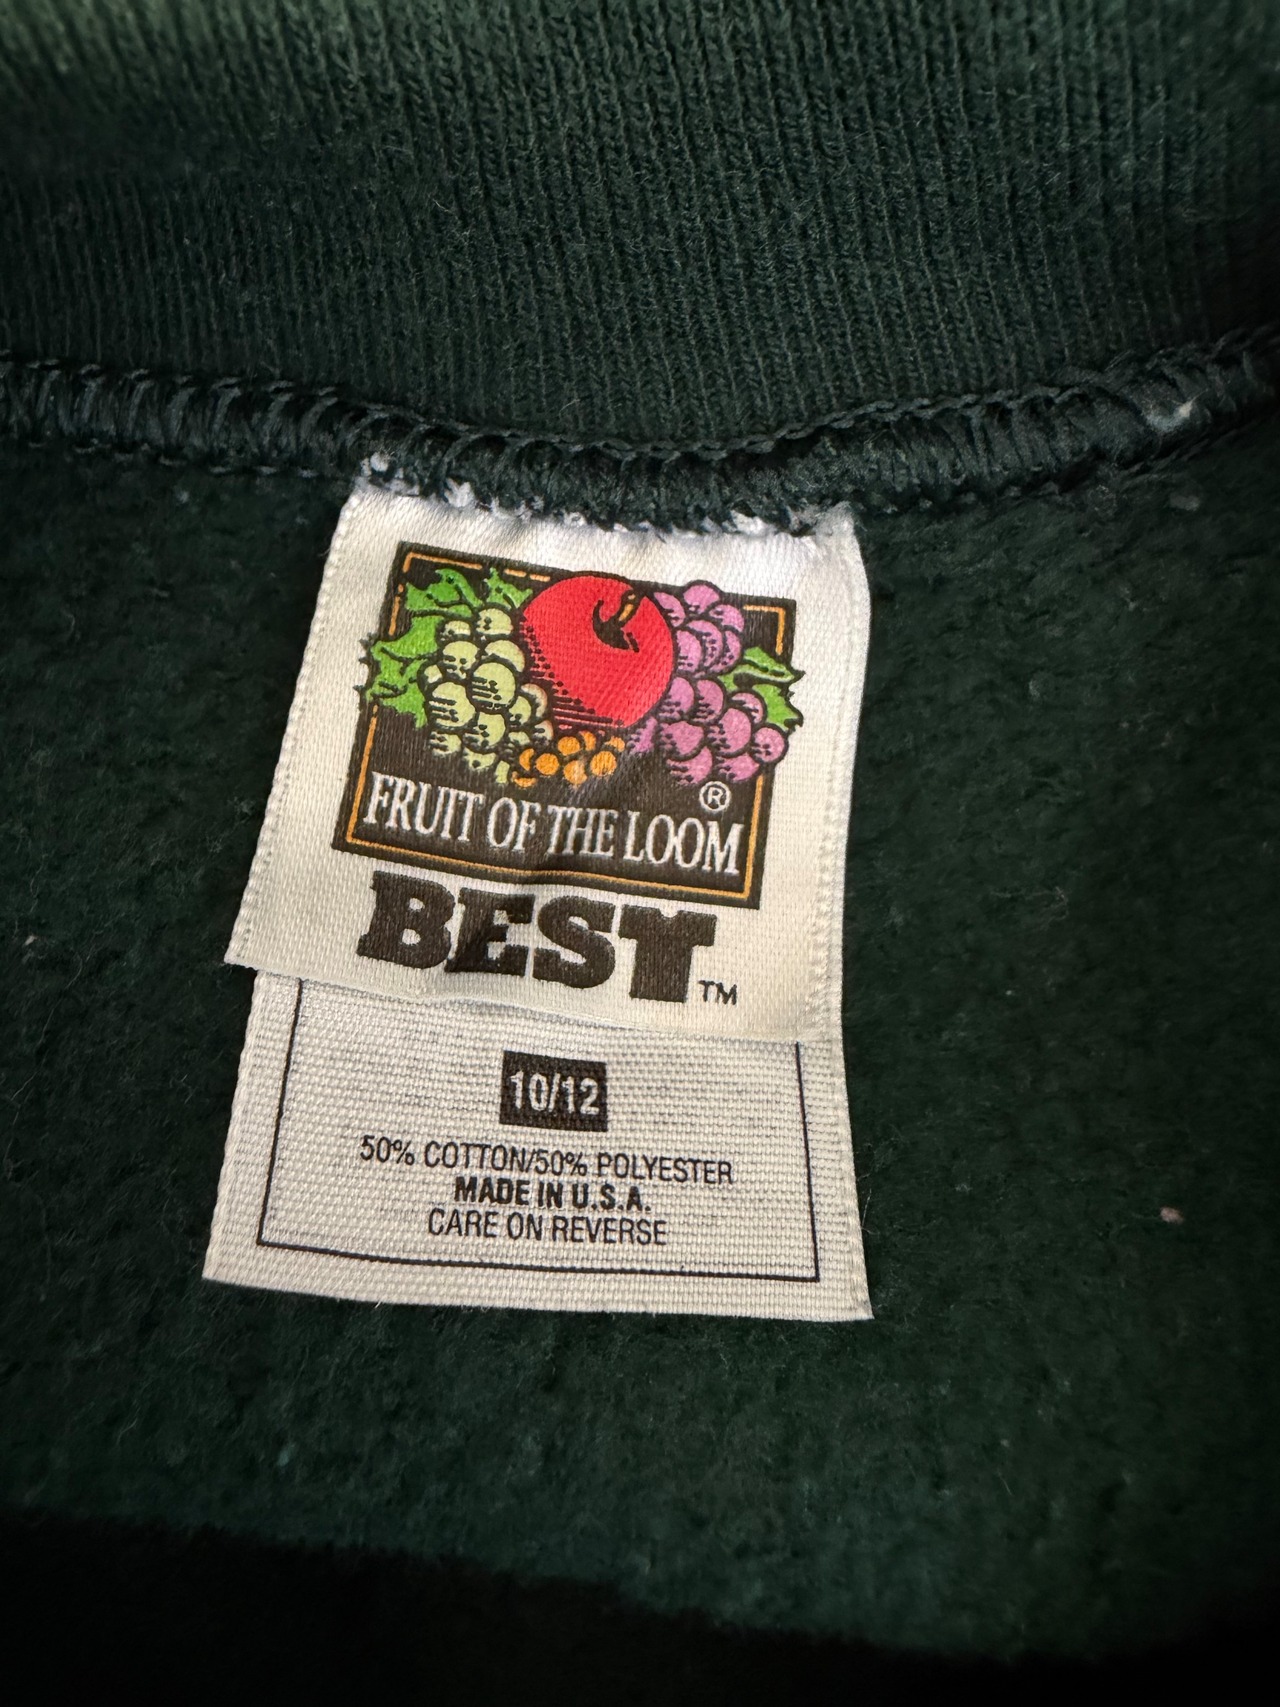 FRUIT OF THE LOOM®
BEST™
10/12
50% COTTON/50% POLYESTER
MADE IN U.S.A.
CARE ON REVERSE